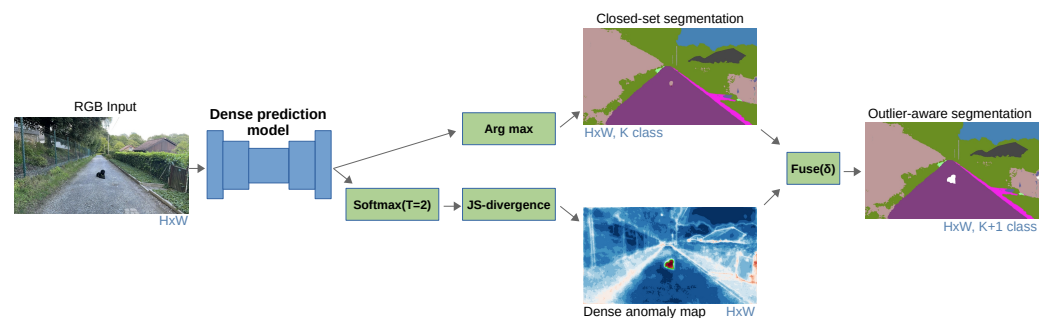 Closed-set segmentation
RGB Input
Dense prediction
model
Arg max
HxW, K class
Outlier-aware segmentation
Fuse(δ)
Softmax(T=2)
JS-divergence
HxW
HxW, K+1 class
Dense anomaly map
HxW